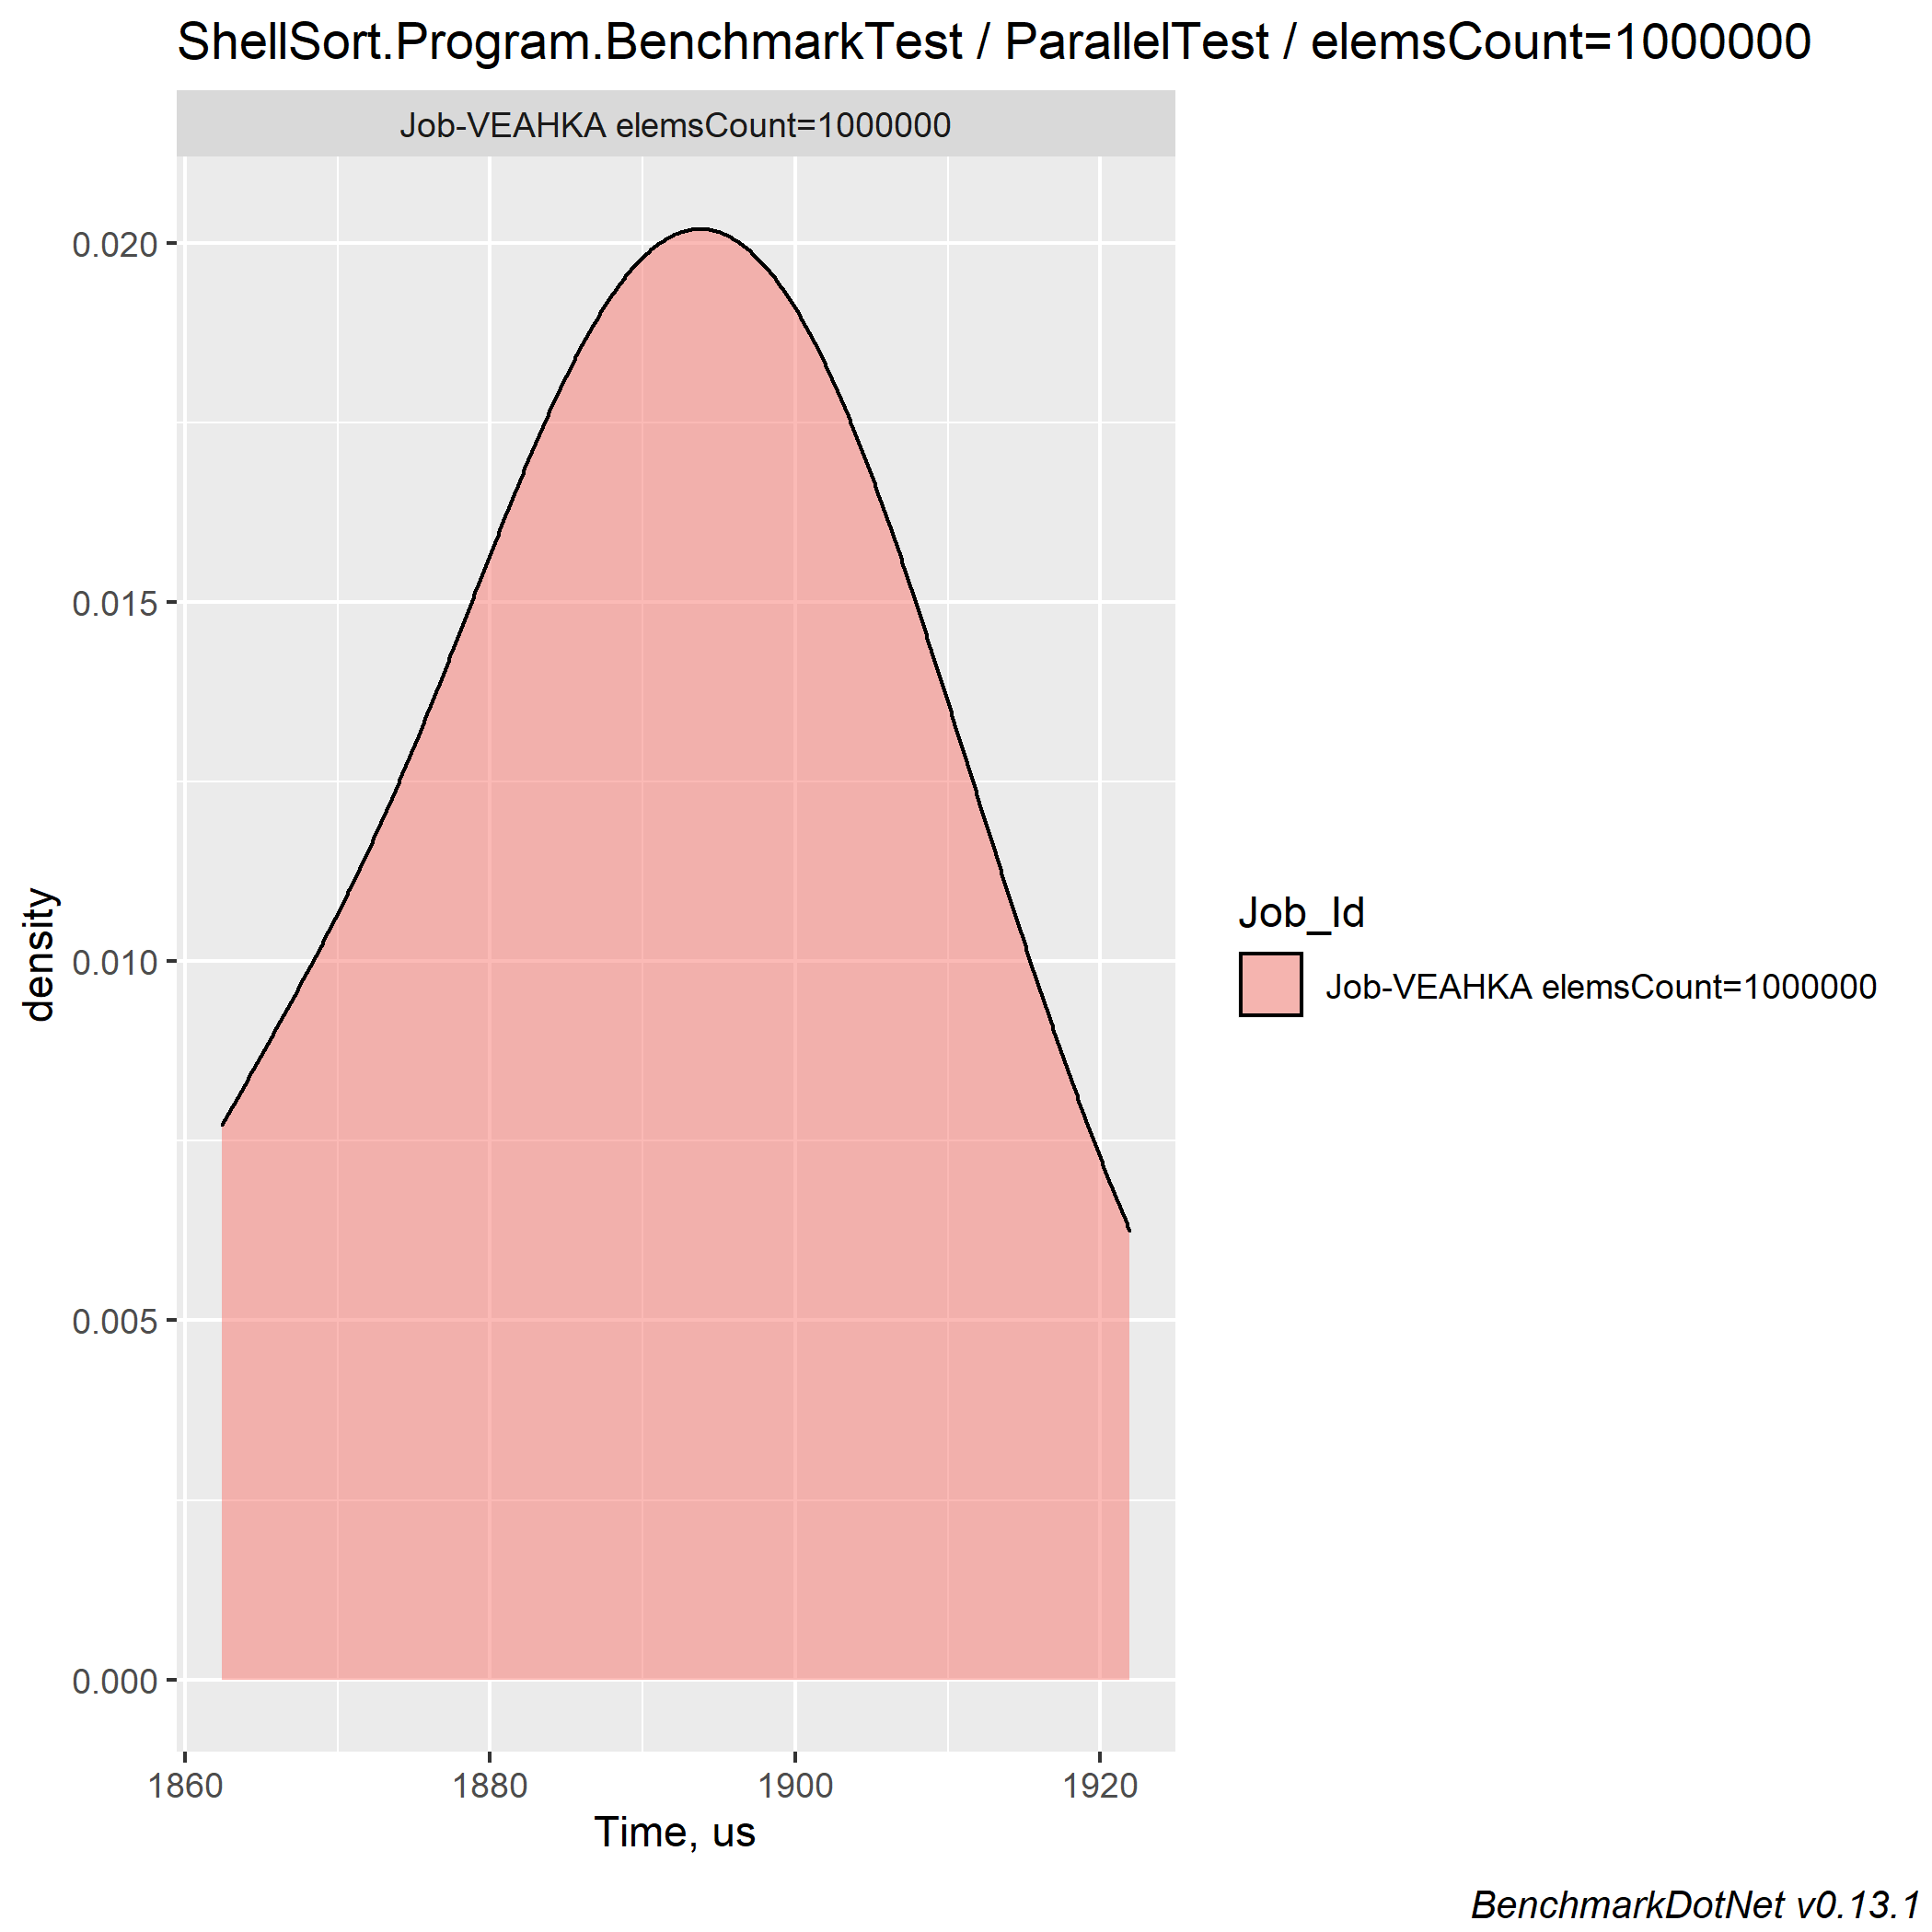 ShellSort.Program.BenchmarkTest / ParallelTest / elemsCount=1000000
Job-VEAHKA elemsCount=1000000
0.020
0.015
0.010
0.005
0.000
density
1860 1880 1900 1920
Time, us
Job_Id
Job-VEAHKA elemsCount=1000000
BenchmarkDotNet v0.13.1